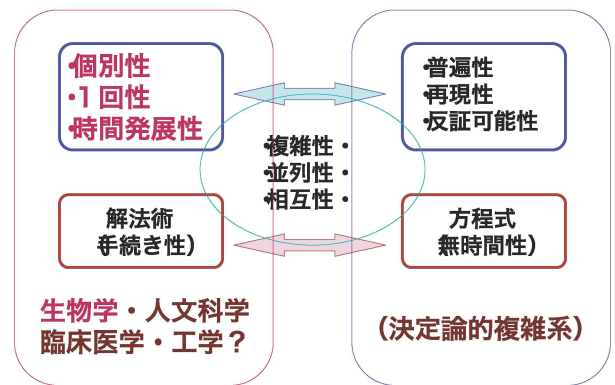 ・個別性
・1回性
・時間発展性
・普遍性
・再現性
・反証可能性
・複雑性・
・並列性・
・相互性・
解法術
(手続き性)
方程式
(無時間性)
生物学・人文科学
臨床医学・工学?
(決定論的複雑系)